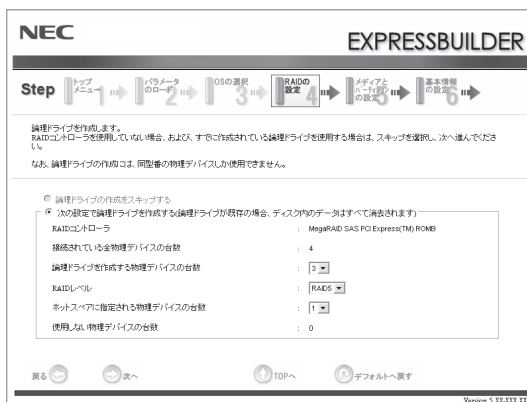 NEC
EXPRESSBUILDER
Step
トップ
メニュー 1
パラメータ
のロード 2
OSの選択
3
RAIDの
設定 4
メディアと
パーティション
の設定 5
基本情報
の設定 6
論理ドライブを作成します。
RAIDコントローラを使用していない場合、および、すでに作成されている論理ドライブを使用する場合は、スキップを選択し、次へ進んでくださ
い。
なお、論理ドライブの作成には、同型番の物理デバイスしか使用できません。
論理ドライブの作成をスキップする
次の設定で論理ドライブを作成する(論理ドライブが既存の場合、ディスク内のデータはすべて消去されます)
RAIDコントローラ : MegaRAID SAS PCI Express(TM) ROMB
接続されている全物理デバイスの台数 : 4
論理ドライブを作成する物理デバイスの台数 : 3
RAIDレベル : RAID5
ホットスペアに指定される物理デバイスの台数 : 1
使用しない物理デバイスの台数 : 0
戻る 次へ TOPへ デフォルトへ戻す
Version 5.XX-XXX.XX